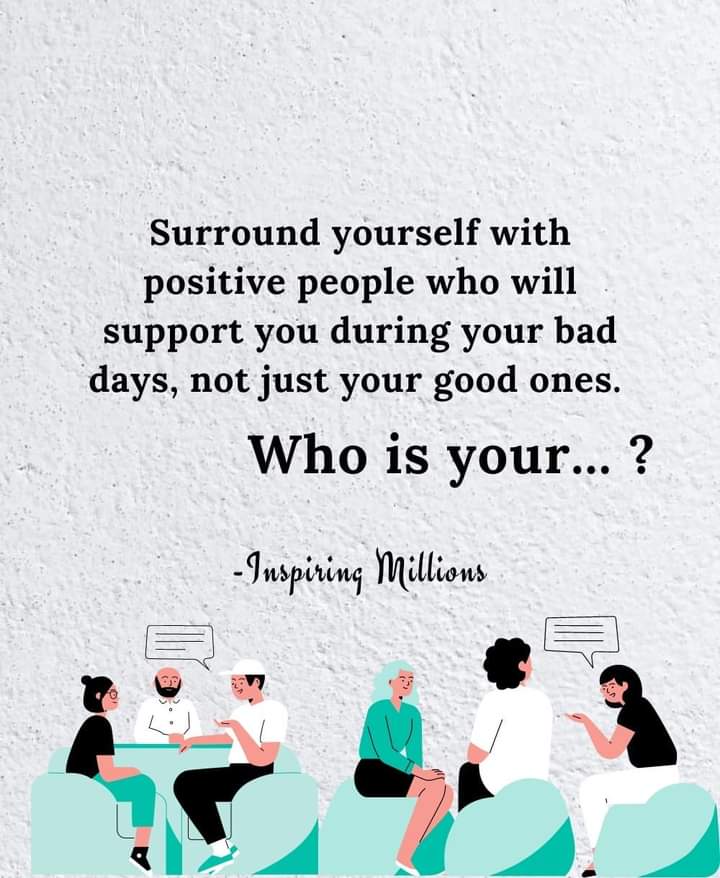 Surround yourself with
positive people who will
support you during your bad
days, not just your good ones.
Who is your... ?
-Inspiring Millions